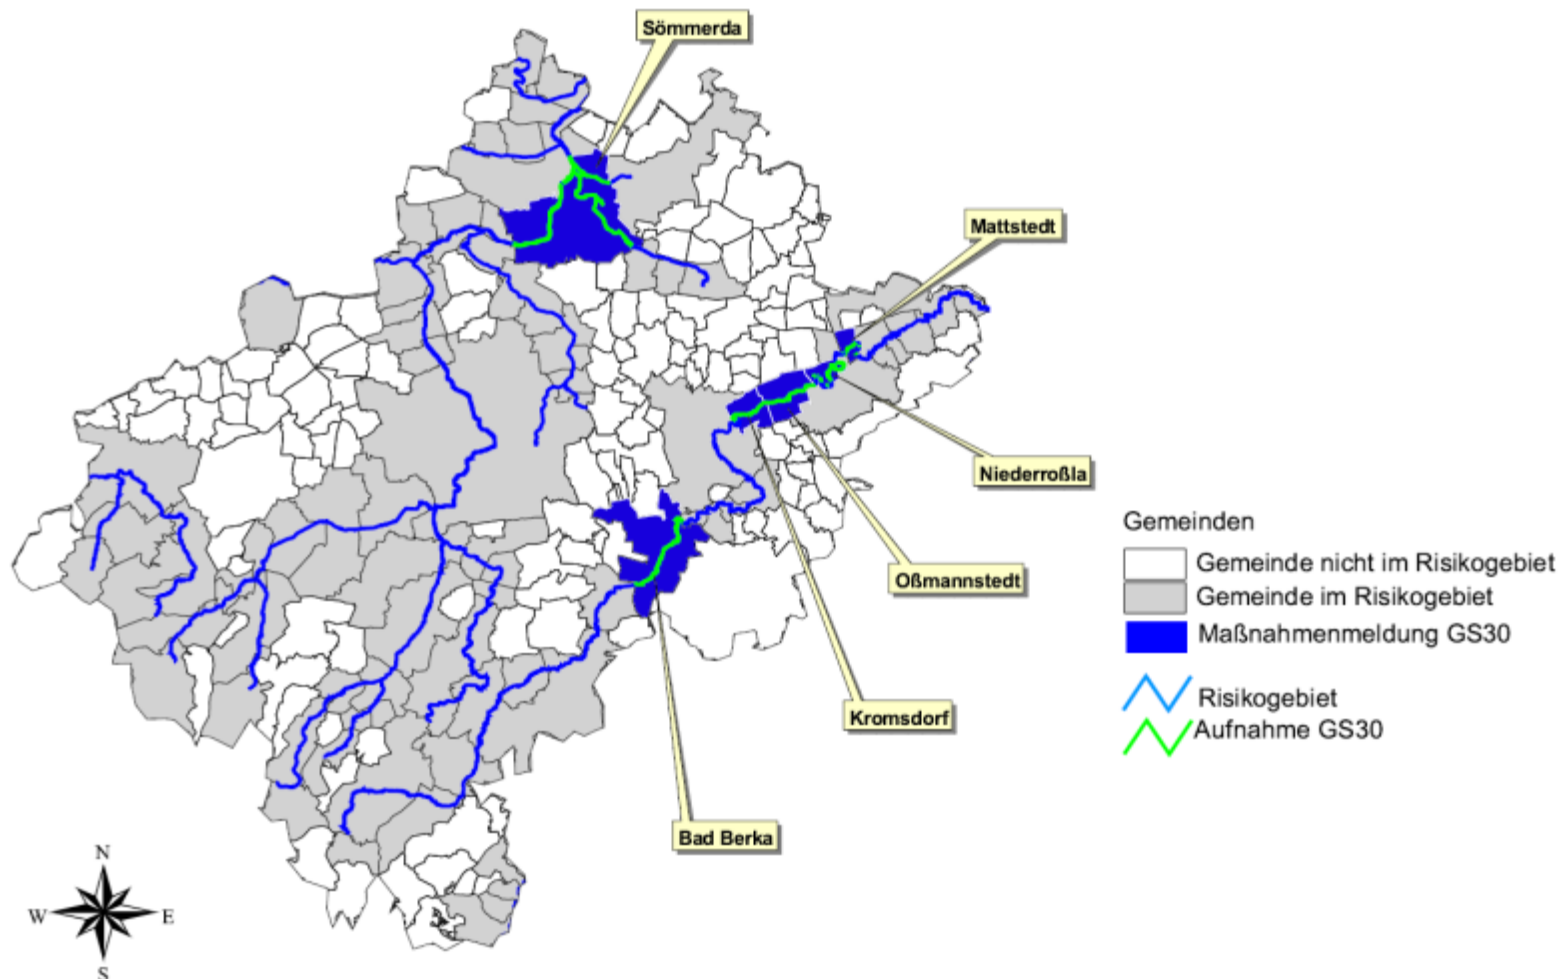 Sömmerda
Mattstedt
Niederroßla
Oßmannstedt
Kromsdorf
Bad Berka
Gemeinden
Gemeinde nicht im Risikogebiet
Gemeinde im Risikogebiet
Maßnahmenmeldung GS30
Risikogebiet
Aufnahme GS30
N
W
E
S